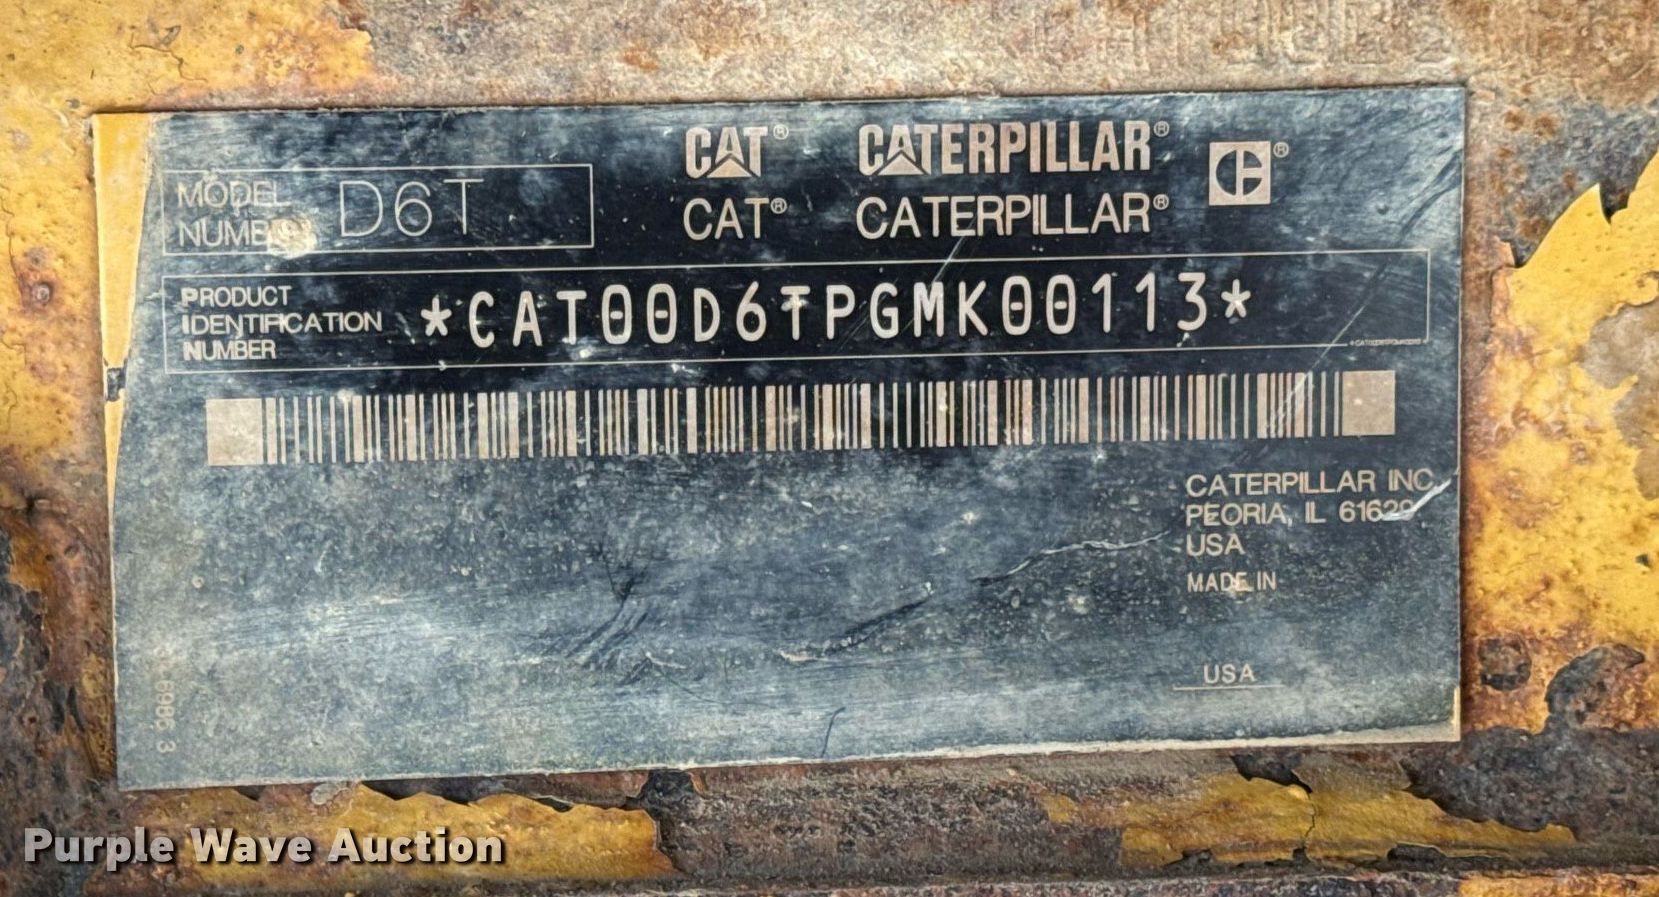 CAT® CATERPILLAR® C®
MODEL NUMBER D6T
CAT® CATERPILLAR®
PRODUCT
IDENTIFICATION
NUMBER
*CAT00D6TPGMK00113*
CATERPILLAR INC.
PEORIA, IL 61629
USA
MADE IN
USA
Purple Wave Auction